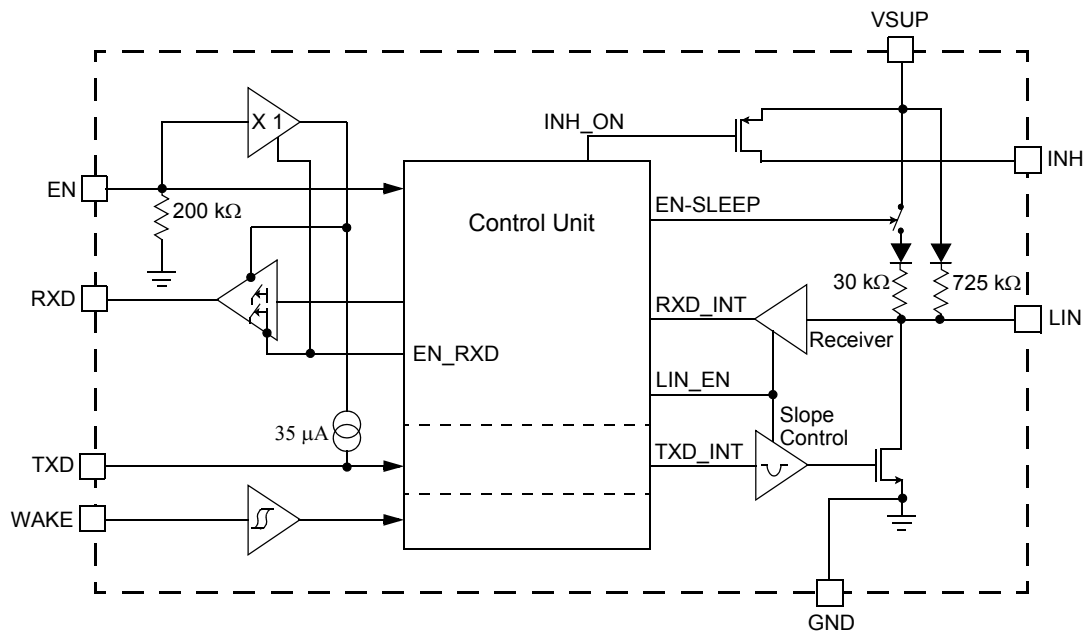 VSUP
X 1
INH_ON
INH
EN
200 kΩ
Control Unit
EN-SLEEP
30 kΩ
725 kΩ
RXD
RXD_INT
LIN
Receiver
EN_RXD
LIN_EN
35 µA
Slope
Control
TXD
TXD_INT
WAKE
GND